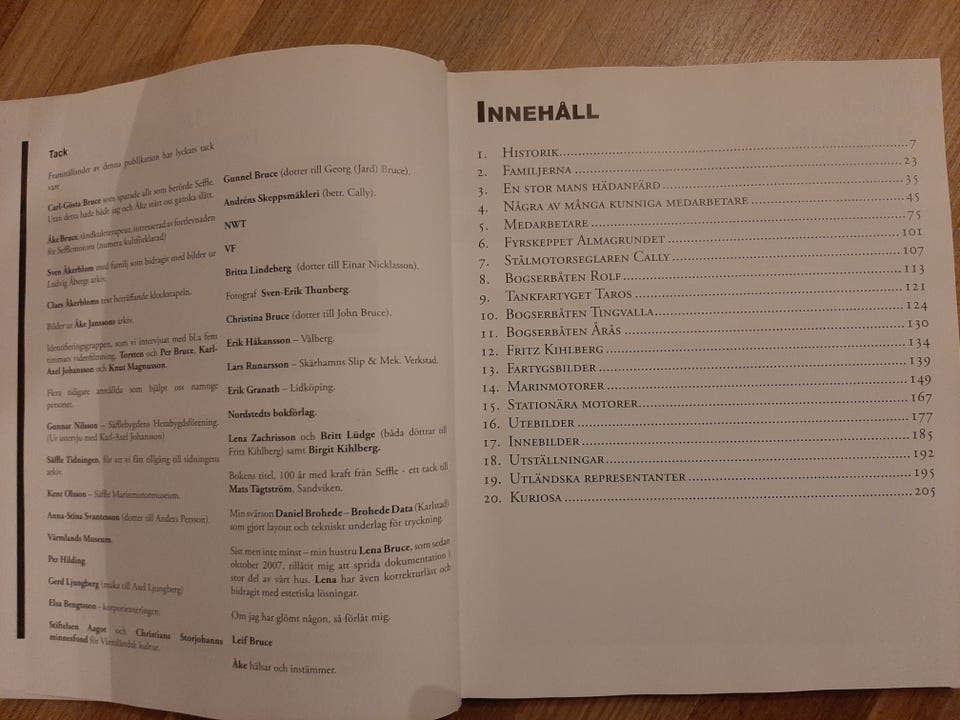 Tack
Framställandet av denna publikation har lyckats tack
vare
Carl-Gösta Bruce som sparade allt som berörde Seffle.
Utan detta hade både jag och Åke stått oss ganska slätt.
Åke Bruce, tändkuleterapeut, intresserad av fortlevnaden
för Sefflemotorn (numera kulförklarad)
Sven Åkerblom med familj som bidragit med bilder ur
Ludvig Åbergs arkiv.
Claes Åkerbloms text beträffande klockstapeln.
Bilder ur Åke Janssons arkiv.
Identifieringsgruppen, som vi intervjuat med bl.a fem
timmars videofilmning. Torsten och Per Bruce, Karl-
Axel Johansson och Knut Magnusson.
Flera tidigare anställda som hjälpt oss namnge
personer.
Gunnar Nilsson – Säfflebygdens Hembygdsförening.
(Ur intervju med Karl-Axel Johansson)
Säffle Tidningen, för att vi fått tillgång till tidningens
arkiv.
Kent Olsson – Säffle Marinmotormuseum.
Anna-Stina Svantesson (dotter till Anders Persson).
Värmlands Museum.
Per Hilding.
Gerd Ljungberg (maka till Axel Ljungberg)
Elsa Bengtsson - korporienteringen.
Stiftelsen Aagot och Christians Storjohanns
minnesfond för Värmländsk kultur.
Gunnel Bruce (dotter till Georg (Jard) Bruce).
Andréns Skeppsmäkleri (betr. Cally).
NWT
VF
Britta Lindeberg (dotter till Einar Nicklasson).
Fotograf Sven-Erik Thunberg.
Christina Bruce (dotter till John Bruce).
Erik Håkansson – Vålberg.
Lars Runarsson – Skärhamns Slip & Mek. Verkstad.
Erik Granath – Lidköping.
Nordstedts bokförlag.
Lena Zachrisson och Britt Lüdge (båda döttrar till
Fritz Kihlberg) samt Birgit Kihlberg.
Bokens titel, 100 år med kraft från Seffle - ett tack till
Mats Tägtström, Sandviken.
Min svärson Daniel Brohede – Brohede Data (Karlstad)
som gjort layout och tekniskt underlag för tryckning.
Sist men inte minst – min hustru Lena Bruce, som sedan
oktober 2007, tillåtit mig att sprida dokumentation i
stor del av vårt hus. Lena har även korrekturläst och
bidragit med estetiska lösningar.
Om jag har glömt någon, så förlåt mig.
Leif Bruce
Åke hälsar och instämmer.
INNEHÅLL
1. HISTORIK 7
2. FAMILJERNA 23
3. EN STOR MANS HÄDANFÄRD 35
4. NÅGRA AV MÅNGA KUNNIGA MEDARBETARE 45
5. MEDARBETARE 75
6. FYRSKEPPET ALMAGRUNDET 101
7. STÅLMOTORSEGLAREN CALLY 107
8. BOGSERBÅTEN ROLF 113
9. TANKFARTYGET TAROS 121
10. BOGSERBÅTEN TINGVALLA 124
11. BOGSERBÅTEN ÅRÅS 130
12. FRITZ KIHLBERG 134
13. FARTYGSBILDER 139
14. MARINMOTORER 149
15. STATIONÄRA MOTORER 167
16. UTEBILDER 177
17. INNEBILDER 185
18. UTSTÄLLNINGAR 192
19. UTLÄNDSKA REPRESENTANTER 195
20. KURIOSA 205